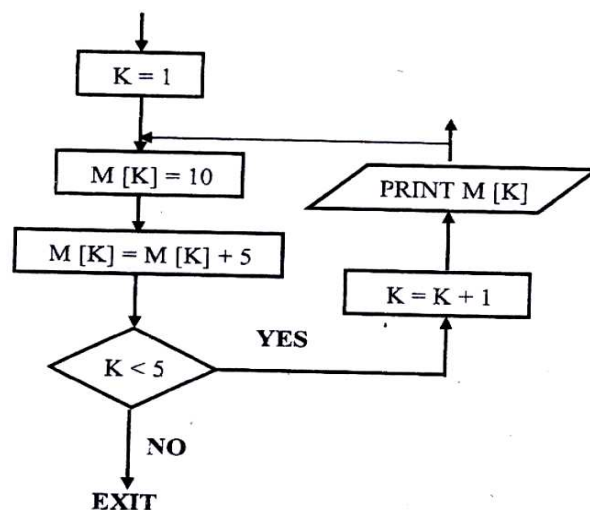 K = 1
M [K] = 10
M [K] = M [K] + 5
K < 5
YES
NO
EXIT
K = K + 1
PRINT M [K]